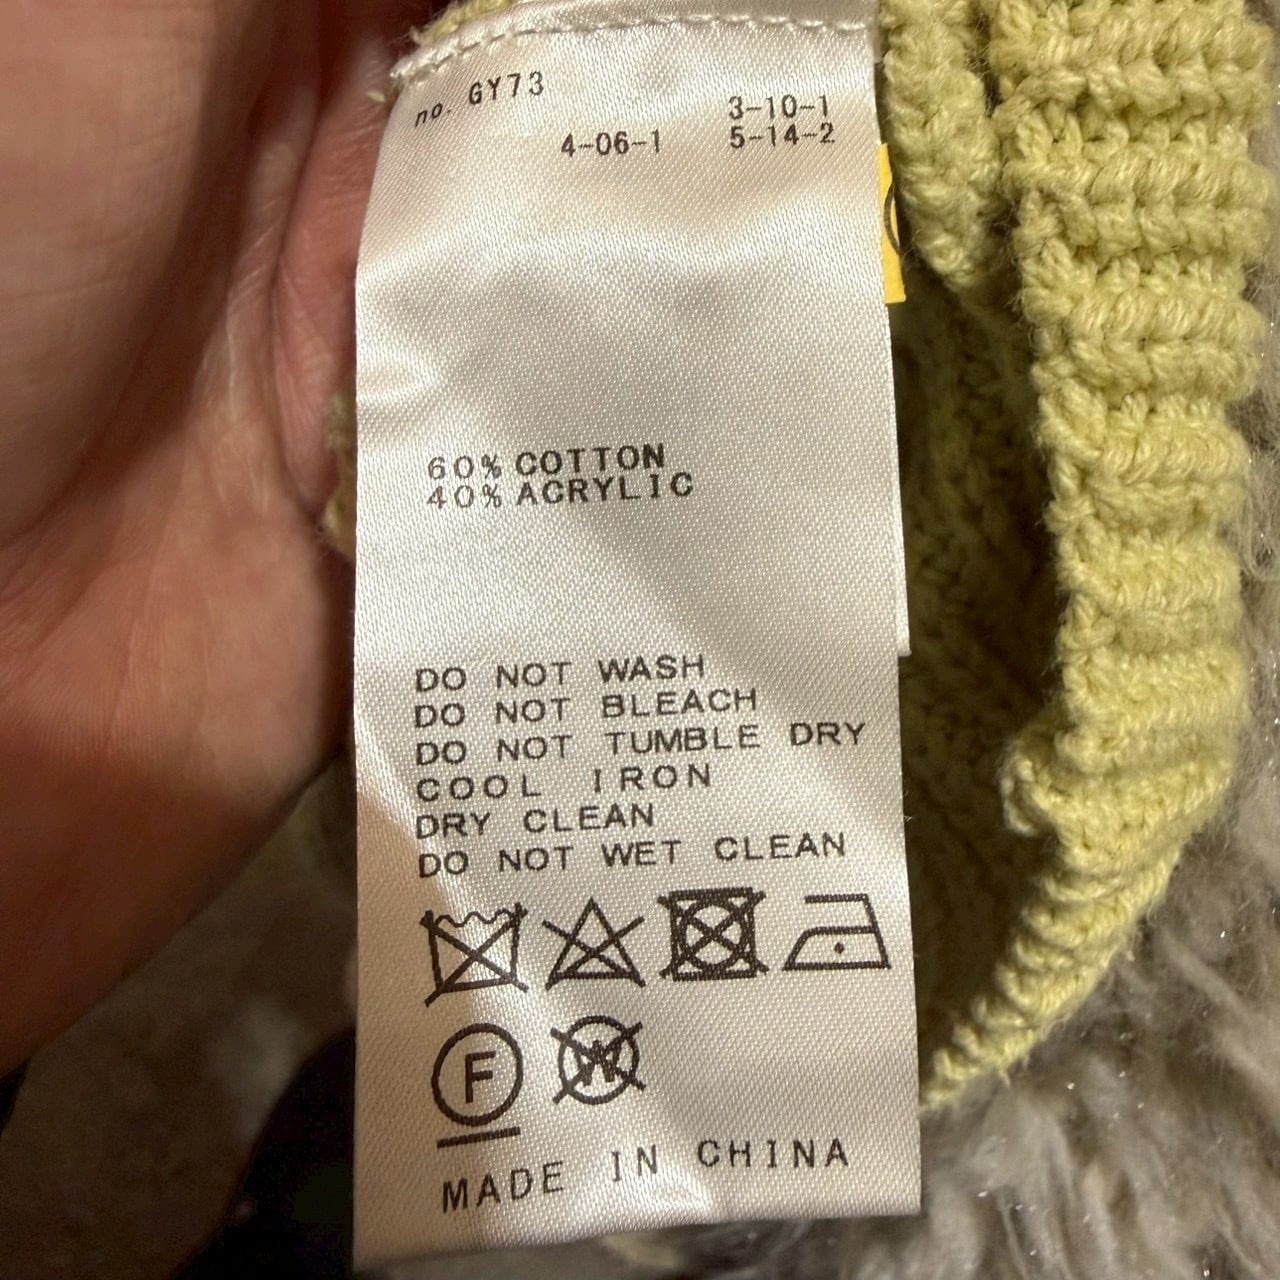 no. GY73
3-10-1
4-06-1 5-14-2
60% COTTON
40% ACRYLIC
DO NOT WASH
DO NOT BLEACH
DO NOT TUMBLE DRY
COOL IRON
DRY CLEAN
DO NOT WET CLEAN
F W
MADE IN CHINA